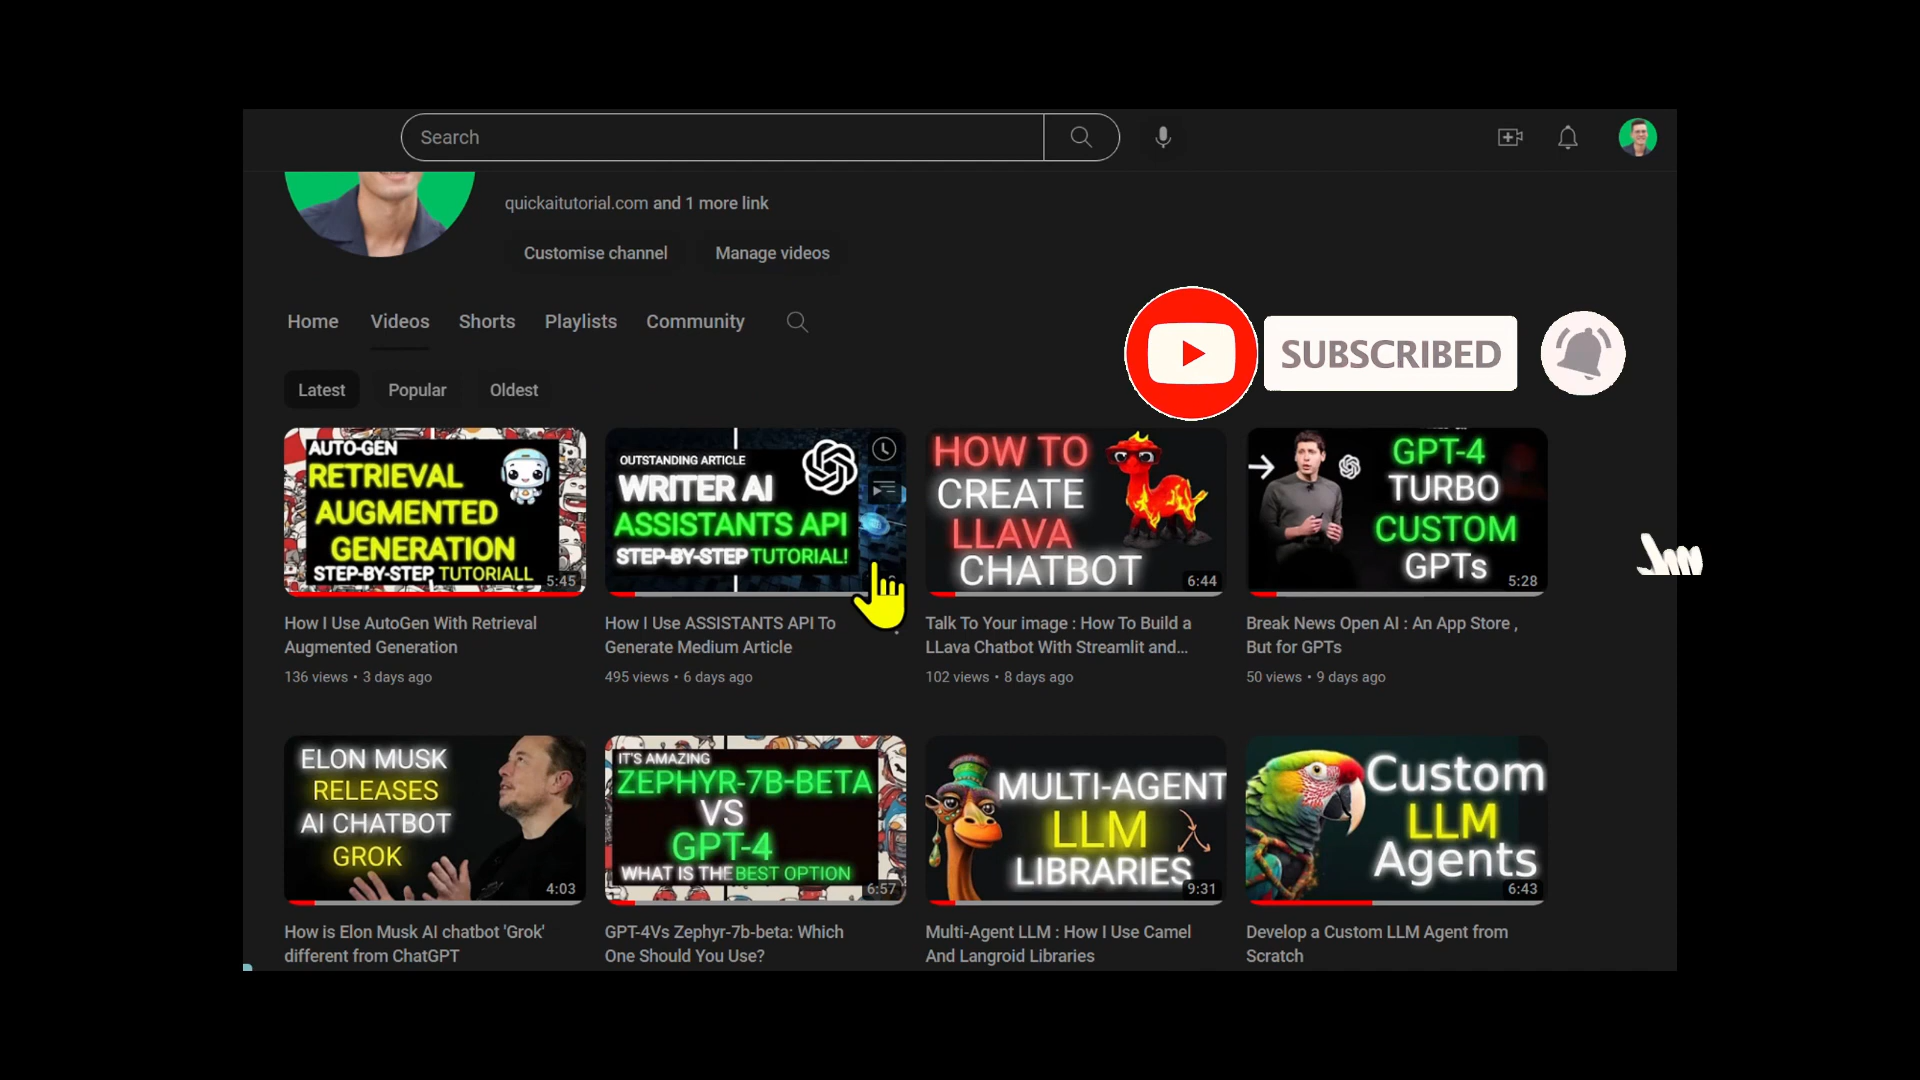 Search
quickaitutorial.com and 1 more link
Customise channel Manage videos
Home Videos Shorts Playlists Community
SUBSCRIBED
Latest Popular Oldest
AUTO-GEN
RETRIEVAL
AUGMENTED
GENERATION
STEP-BY-STEP TUTORIALL
5:45
OUTSTANDING ARTICLE
WRITER AI
ASSISTANTS API
STEP-BY-STEP TUTORIAL!
HOW TO
CREATE
LLAVA
CHATBOT
6:44
GPT-4
TURBO
CUSTOM
GPTs
5:28
How I Use AutoGen With Retrieval
Augmented Generation
136 views • 3 days ago
How I Use ASSISTANTS API To
Generate Medium Article
495 views • 6 days ago
Talk To Your image : How To Build a
LLava Chatbot With Streamlit and...
102 views • 8 days ago
Break News Open AI : An App Store ,
But for GPTs
50 views • 9 days ago
ELON MUSK
RELEASES
AI CHATBOT
GROK
4:03
IT'S AMAZING
ZEPHYR-7B-BETA
VS
GPT-4
WHAT IS THE BEST OPTION
6:57
MULTI-AGENT
LLM
LIBRARIES
9:31
Custom
LLM
Agents
6:43
How is Elon Musk AI chatbot 'Grok'
different from ChatGPT
GPT-4Vs Zephyr-7b-beta: Which
One Should You Use?
Multi-Agent LLM : How I Use Camel
And Langroid Libraries
Develop a Custom LLM Agent from
Scratch